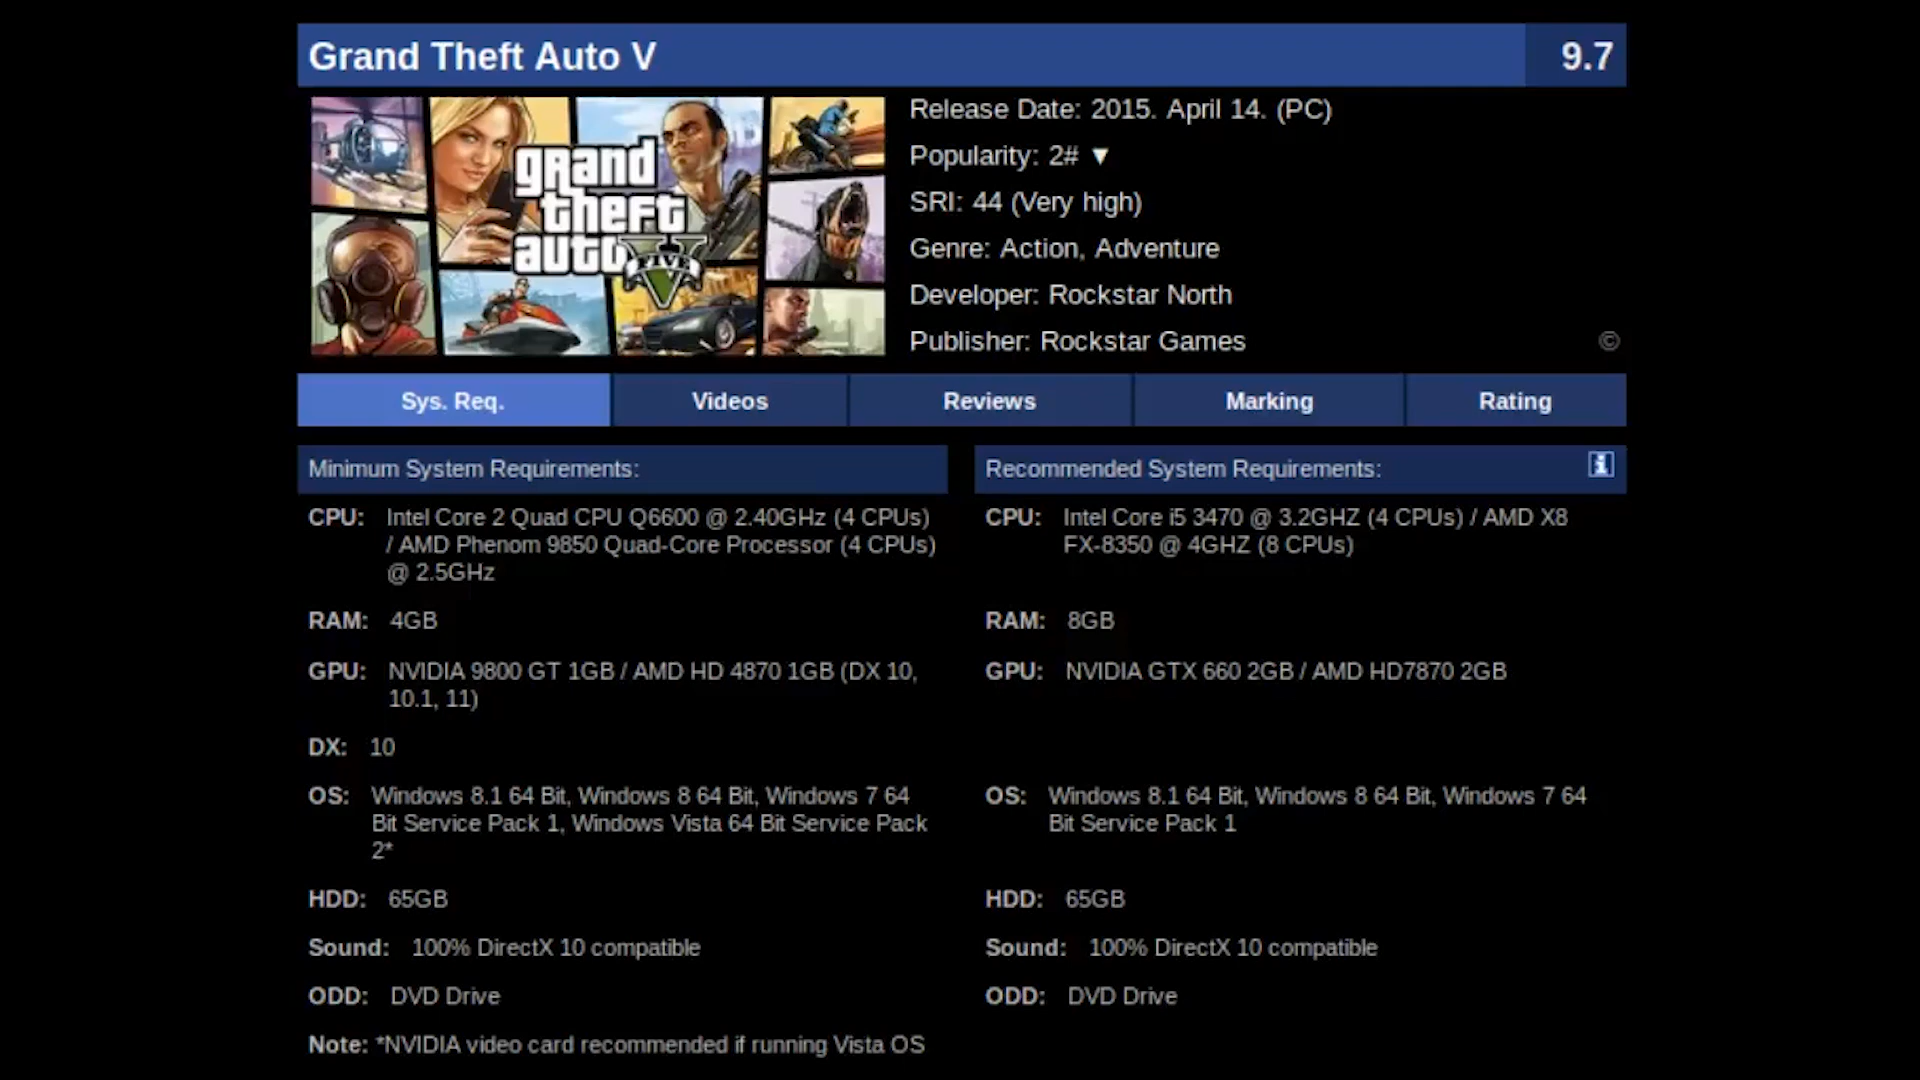 Grand Theft Auto V
9.7
grand
theft
auto V
FIVE
Release Date: 2015. April 14. (PC)
Popularity: 2# ▼
SRI: 44 (Very high)
Genre: Action, Adventure
Developer: Rockstar North
Publisher: Rockstar Games
©
Sys. Req.
Videos
Reviews
Marking
Rating
Minimum System Requirements:
CPU: Intel Core 2 Quad CPU Q6600 @ 2.40GHz (4 CPUs)
/ AMD Phenom 9850 Quad-Core Processor (4 CPUs)
@ 2.5GHz
RAM: 4GB
GPU: NVIDIA 9800 GT 1GB / AMD HD 4870 1GB (DX 10,
10.1, 11)
DX: 10
OS: Windows 8.1 64 Bit, Windows 8 64 Bit, Windows 7 64
Bit Service Pack 1, Windows Vista 64 Bit Service Pack
2*
HDD: 65GB
Sound: 100% DirectX 10 compatible
ODD: DVD Drive
Note: *NVIDIA video card recommended if running Vista OS
Recommended System Requirements:
i
CPU: Intel Core i5 3470 @ 3.2GHZ (4 CPUs) / AMD X8
FX-8350 @ 4GHZ (8 CPUs)
RAM: 8GB
GPU: NVIDIA GTX 660 2GB / AMD HD7870 2GB
OS: Windows 8.1 64 Bit, Windows 8 64 Bit, Windows 7 64
Bit Service Pack 1
HDD: 65GB
Sound: 100% DirectX 10 compatible
ODD: DVD Drive